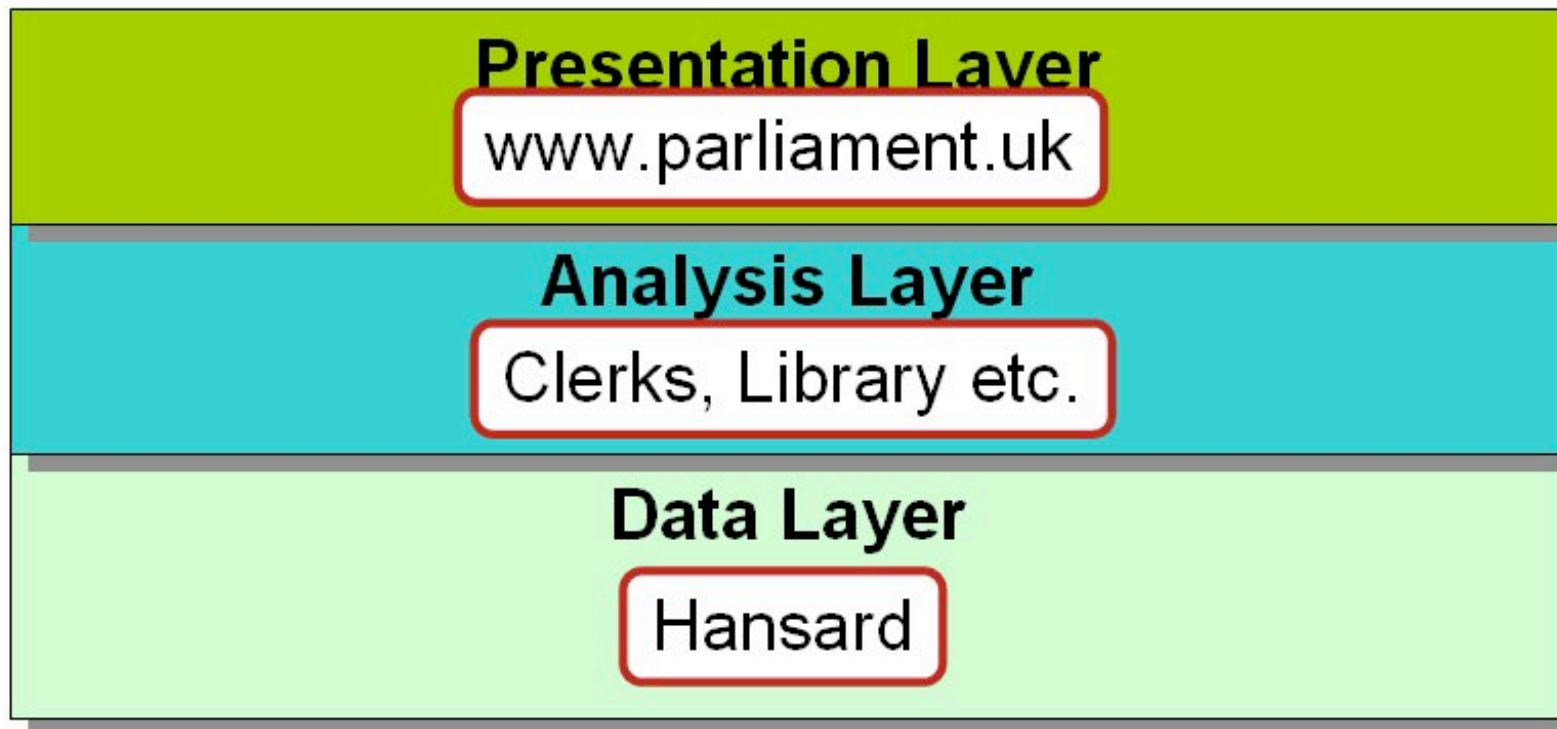 Presentation Layer
www.parliament.uk
Analysis Layer
Clerks, Library etc.
Data Layer
Hansard